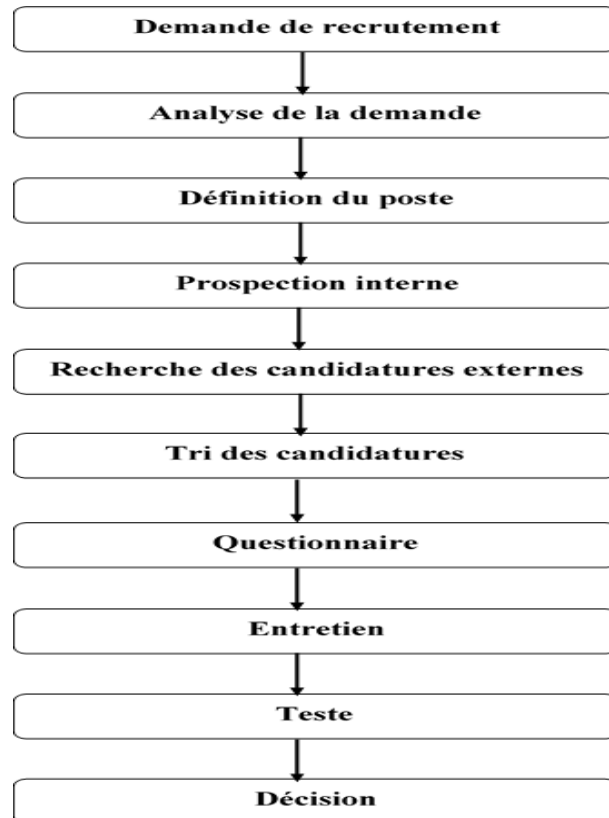 Demande de recrutement
Analyse de la demande
Définition du poste
Prospection interne
Recherche des candidatures externes
Tri des candidatures
Questionnaire
Entretien
Teste
Décision